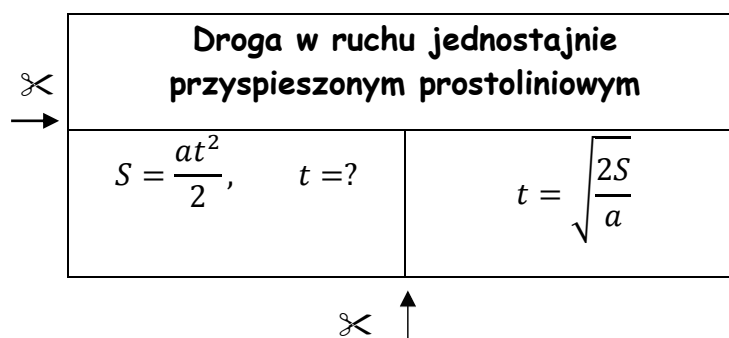 Droga w ruchu jednostajnie
przyspieszonym prostoliniowym
S = at²/2, t =?
t = √(2S/a)